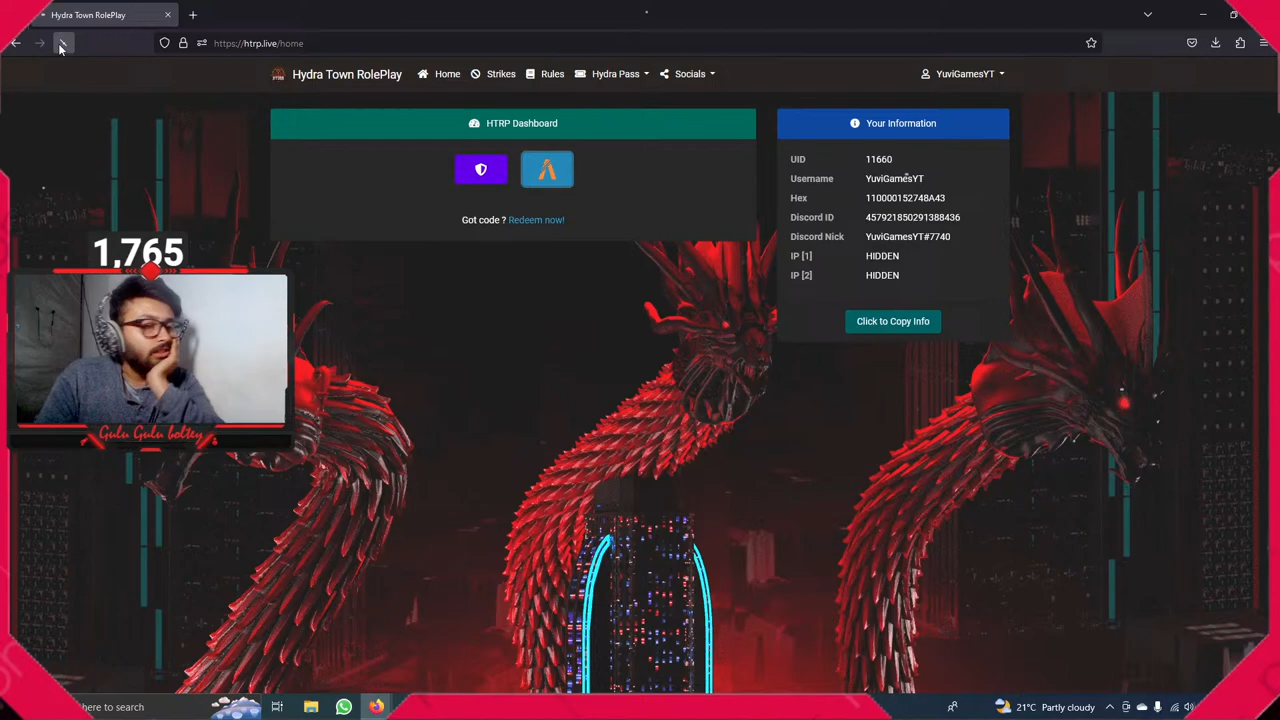 Hydra Town RolePlay
https://htrp.live/home
Hydra Town RolePlay
Home
Strikes
Rules
Hydra Pass
Socials
YuviGamesYT
HTRP Dashboard
Got code ? Redeem now!
Your Information
UID 11660
Username YuviGamesYT
Hex 110000152748A43
Discord ID 457921850291388436
Discord Nick YuviGamesYT#7740
IP [1] HIDDEN
IP [2] HIDDEN
Click to Copy Info
1,765
Gulu Gulu boltey
here to search
21°C Partly cloudy